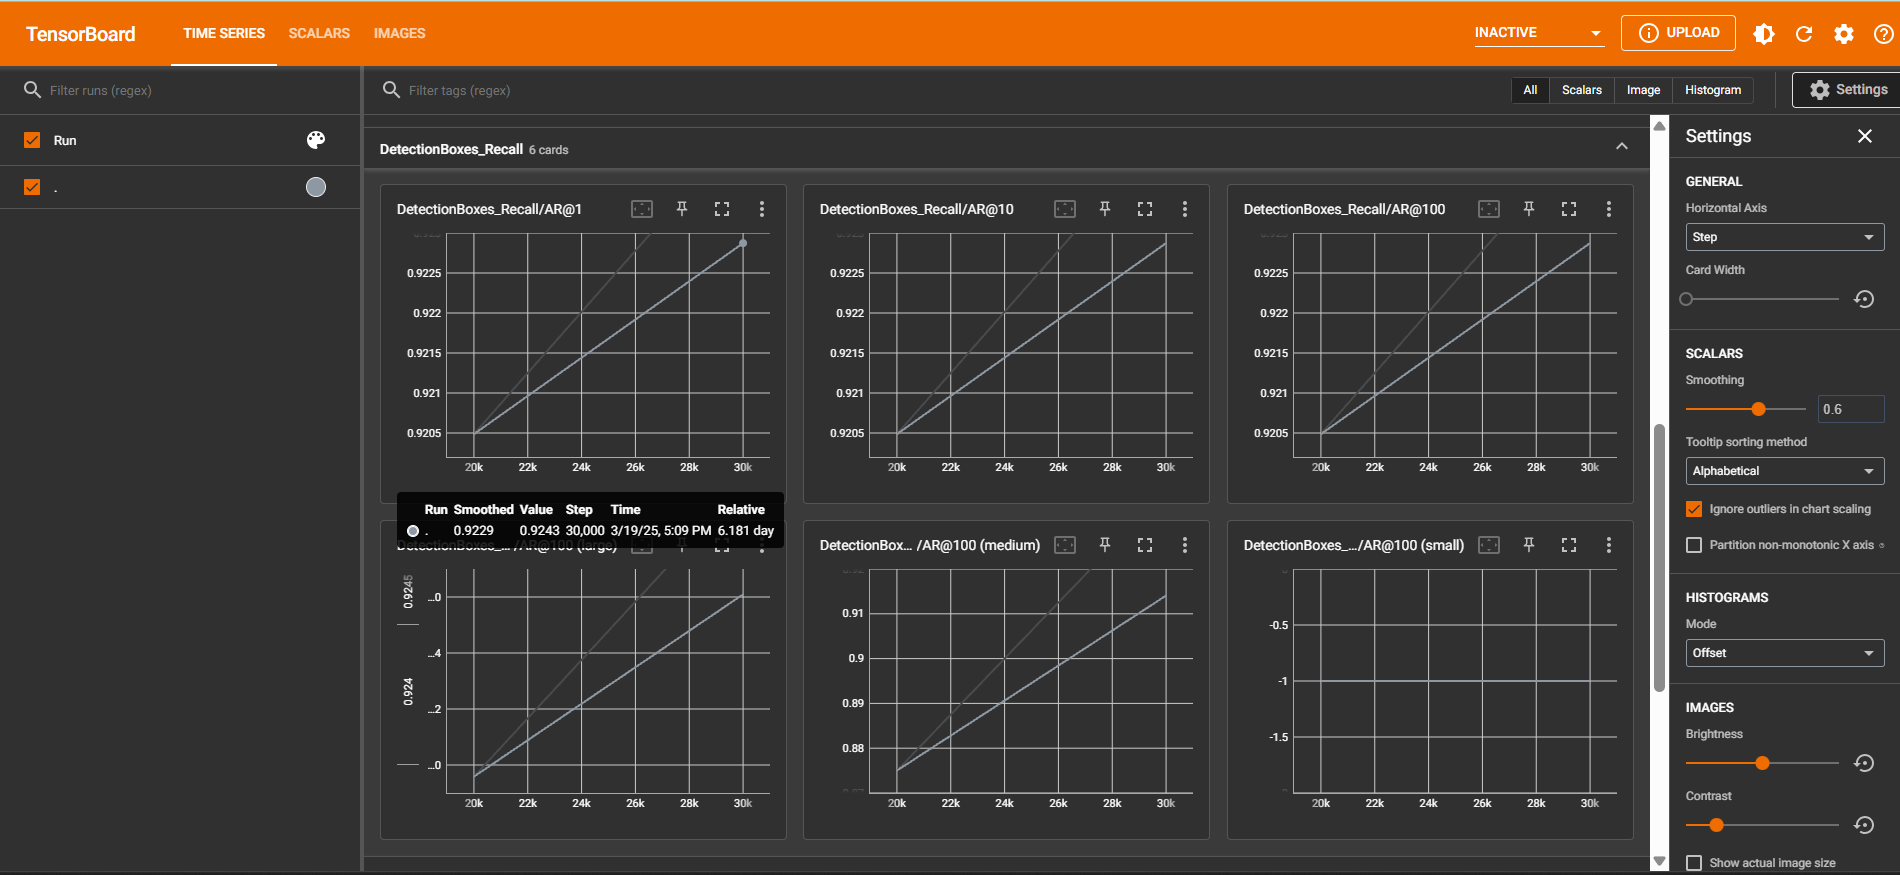 TensorBoard TIME SERIES SCALARS IMAGES INACTIVE UPLOAD
Filter runs (regex)
Run
.
Filter tags (regex) All Scalars Image Histogram Settings
DetectionBoxes_Recall 6 cards
DetectionBoxes_Recall/AR@1
0.9225
0.922
0.9215
0.921
0.9205
20k 22k 24k 26k 28k 30k
DetectionBoxes_Recall/AR@10
0.9225
0.922
0.9215
0.921
0.9205
20k 22k 24k 26k 28k 30k
DetectionBoxes_Recall/AR@100
0.9225
0.922
0.9215
0.921
0.9205
20k 22k 24k 26k 28k 30k
Run Smoothed Value Step Time Relative
. 0.9229 0.9243 30,000 3/19/25, 5:09 PM 6.181 day
DetectionBoxes_... /AR@100 (large)
0.9245
0.924
...0
...4
...2
...0
20k 22k 24k 26k 28k 30k
DetectionBox... /AR@100 (medium)
0.91
0.9
0.89
0.88
20k 22k 24k 26k 28k 30k
DetectionBoxes_.../AR@100 (small)
-0.5
-1
-1.5
20k 22k 24k 26k 28k 30k
Settings
GENERAL
Horizontal Axis
Step
Card Width
SCALARS
Smoothing
0.6
Tooltip sorting method
Alphabetical
Ignore outliers in chart scaling
Partition non-monotonic X axis
HISTOGRAMS
Mode
Offset
IMAGES
Brightness
Contrast
Show actual image size